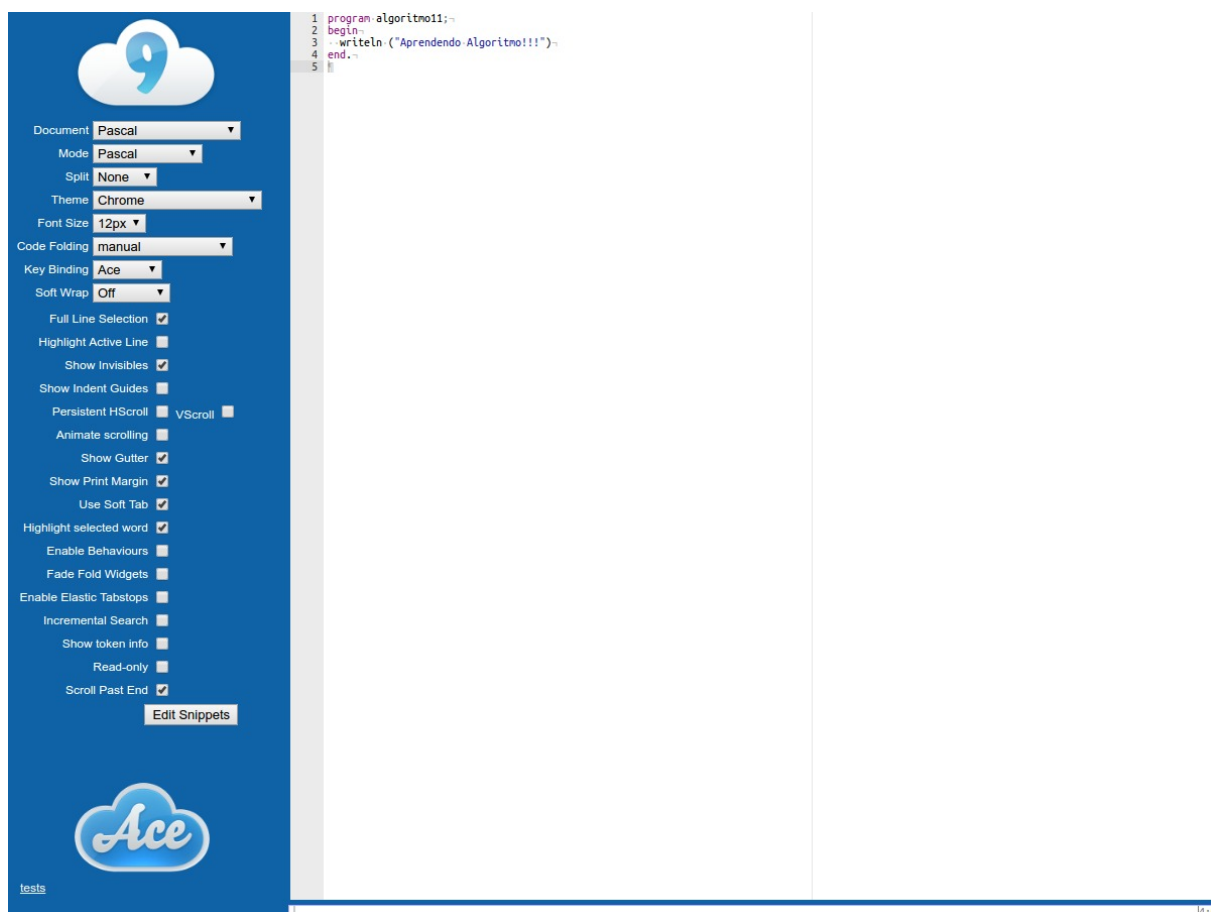 9
Document Pascal
Mode Pascal
Split None
Theme Chrome
Font Size 12px
Code Folding manual
Key Binding Ace
Soft Wrap Off
Full Line Selection
Highlight Active Line
Show Invisibles
Show Indent Guides
Persistent HScroll VScroll
Animate scrolling
Show Gutter
Show Print Margin
Use Soft Tab
Highlight selected word
Enable Behaviours
Fade Fold Widgets
Enable Elastic Tabstops
Incremental Search
Show token info
Read-only
Scroll Past End
Edit Snippets
Ace
tests
1 program·algoritmo11;¬
2 begin¬
3 ··writeln·("Aprendendo·Algoritmo!!!")¬
4 end.¬
5 ¶